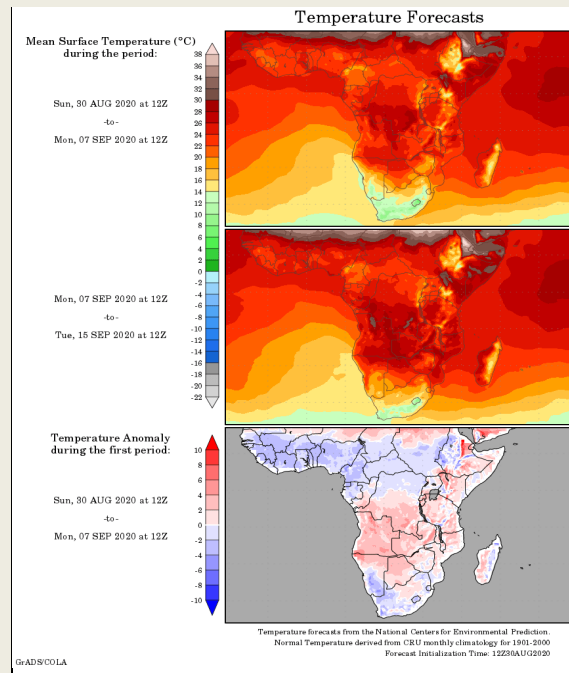 Temperature Forecasts
Mean Surface Temperature (°C)
during the period:
Sun, 30 AUG 2020 at 12Z
-to-
Mon, 07 SEP 2020 at 12Z
38
36
34
32
30
28
26
24
22
20
18
16
14
12
10
8
6
4
2
0
-2
-4
-6
-8
-10
-12
-14
-16
-18
-20
-22
Mon, 07 SEP 2020 at 12Z
-to-
Tue, 15 SEP 2020 at 12Z
Temperature Anomaly
during the first period:
Sun, 30 AUG 2020 at 12Z
-to-
Mon, 07 SEP 2020 at 12Z
10
8
6
4
2
0
-2
-4
-6
-8
-10
Temperature forecasts from the National Centers for Environmental Prediction.
Normal Temperature derived from CRU monthly climatology for 1901-2000
Forecast Initialization Time: 12Z30AUG2020
GrADS/COLA